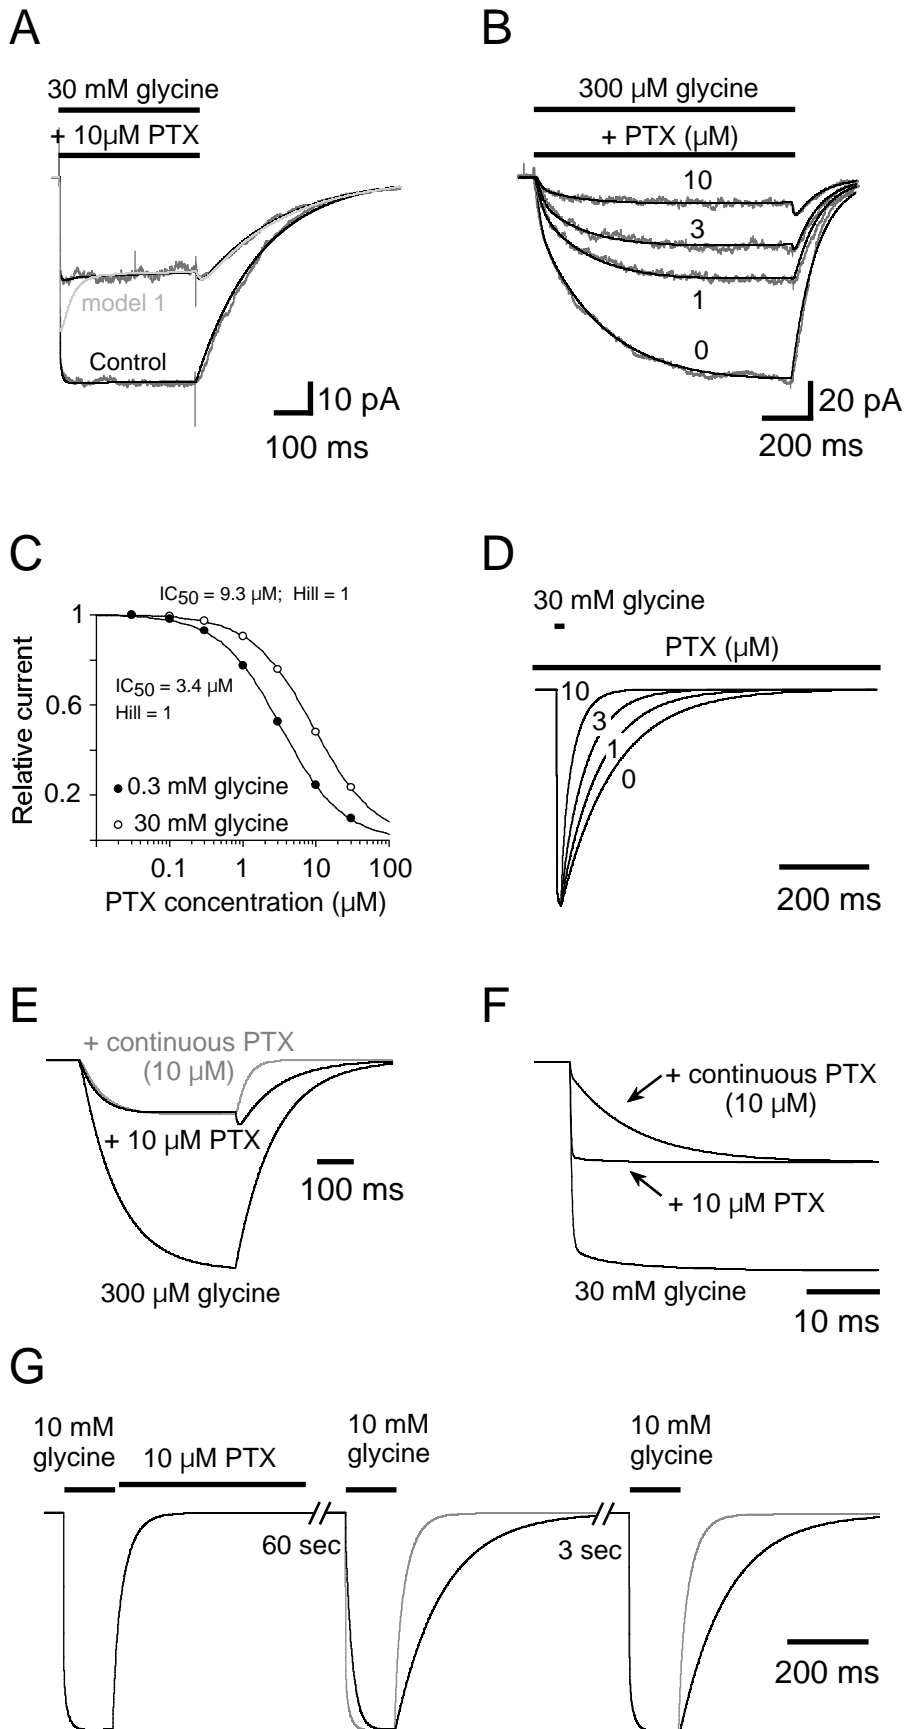 A
30 mM glycine
+ 10µM PTX
model 1
Control
10 pA
100 ms
B
300 µM glycine
+ PTX (µM)
10
3
1
0
20 pA
200 ms
C
IC50 = 9.3 µM; Hill = 1
1
IC50 = 3.4 µM
Hill = 1
0.6
0.2
Relative current
0.3 mM glycine
30 mM glycine
0.1 1 10 100
PTX concentration (µM)
D
30 mM glycine
PTX (µM)
10
3
1
0
200 ms
E
+ continuous PTX
(10 µM)
+ 10 µM PTX
100 ms
300 µM glycine
F
+ continuous PTX
(10 µM)
+ 10 µM PTX
30 mM glycine
10 ms
G
10 mM
glycine
10 µM PTX
10 mM
glycine
10 mM
glycine
60 sec
3 sec
200 ms